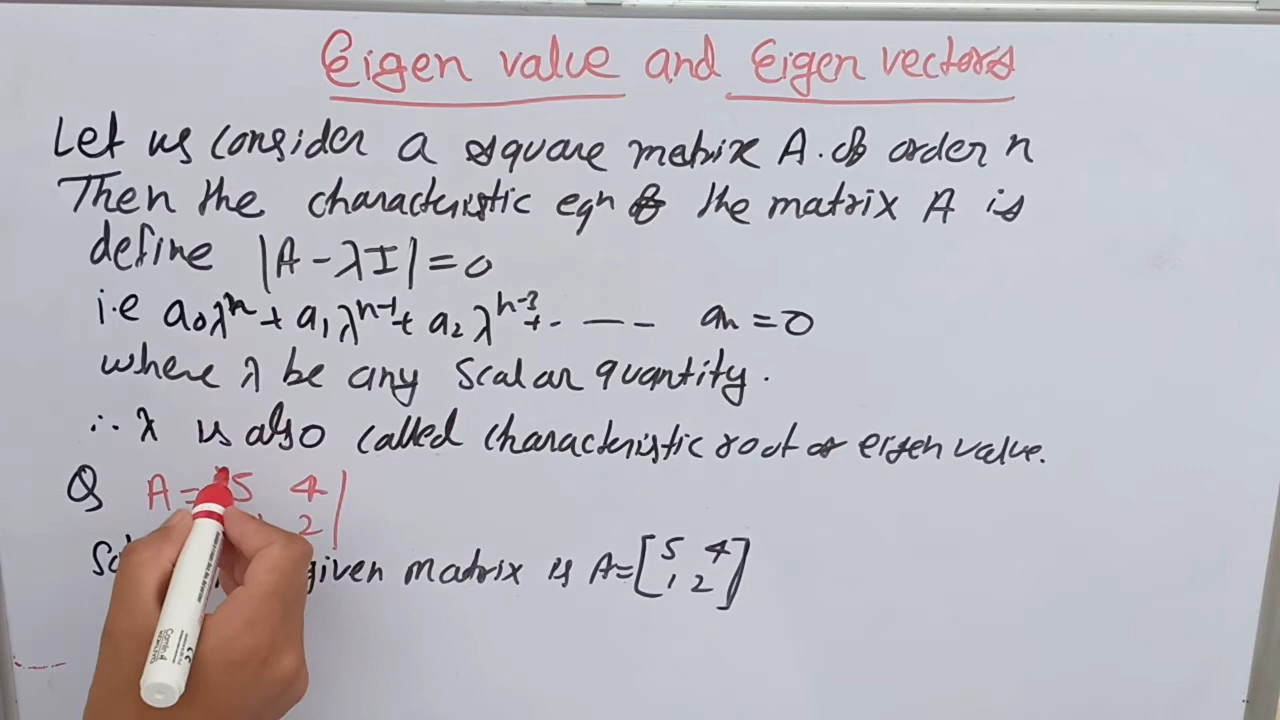 Eigen value and Eigen vectors
Let us consider a square matrix A. of order n
Then the characteristic eqn of the matrix A is
define |A - λI| = 0
i.e a₀λⁿ + a₁λⁿ⁻¹ + a₂λⁿ⁻³ + - - - - aₙ = 0
where λ be any scalar quantity.
∴ λ is also called characteristic root or eigen value.
Q A = 5 4|
2
given matrix is A = [5 4
1 2]